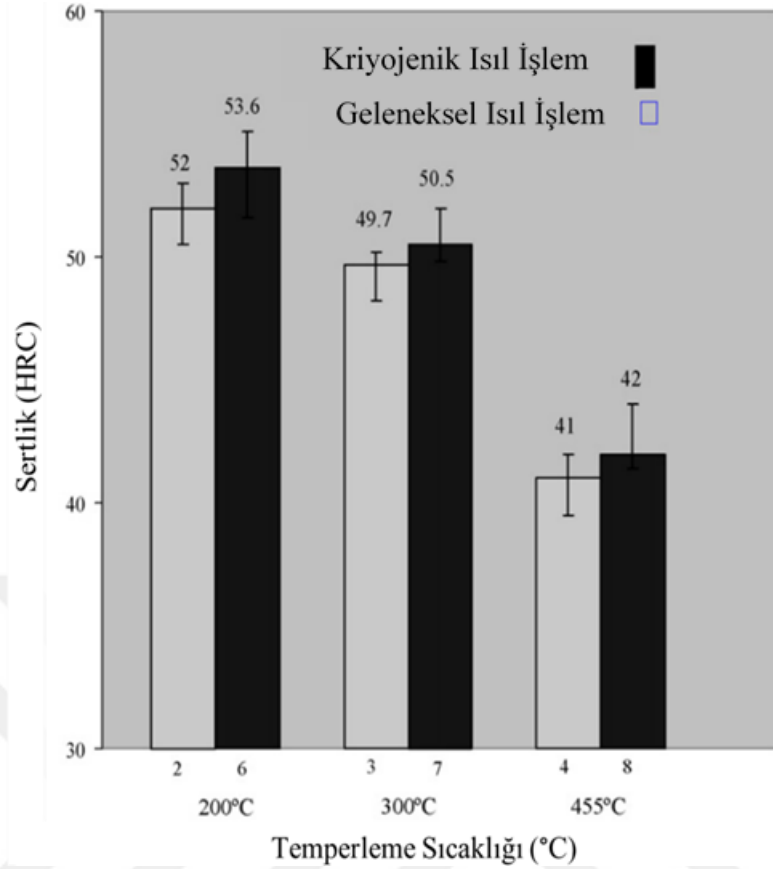 60
Kriyojenik Isıl İşlem
Geleneksel Isıl İşlem
53.6
52
50.5
49.7
50
42
41
Sertlik (HRC)
40
30
2 6 3 7 4 8
200ºC 300ºC 455ºC
Temperleme Sıcaklığı (°C)